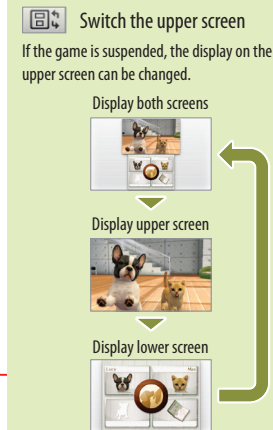 Switch the upper screen
If the game is suspended, the display on the
upper screen can be changed.
Display both screens
Display upper screen
Display lower screen